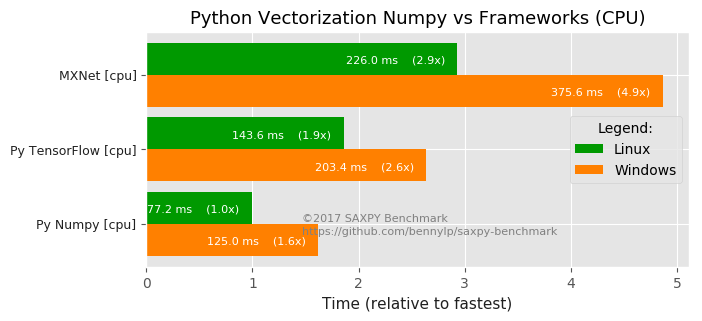 Python Vectorization Numpy vs Frameworks (CPU)
MXNet [cpu]
226.0 ms (2.9x)
375.6 ms (4.9x)
Py TensorFlow [cpu]
143.6 ms (1.9x)
203.4 ms (2.6x)
Py Numpy [cpu]
77.2 ms (1.0x)
125.0 ms (1.6x)
Legend:
Linux
Windows
©2017 SAXPY Benchmark
https://github.com/bennylp/saxpy-benchmark
0 1 2 3 4 5
Time (relative to fastest)